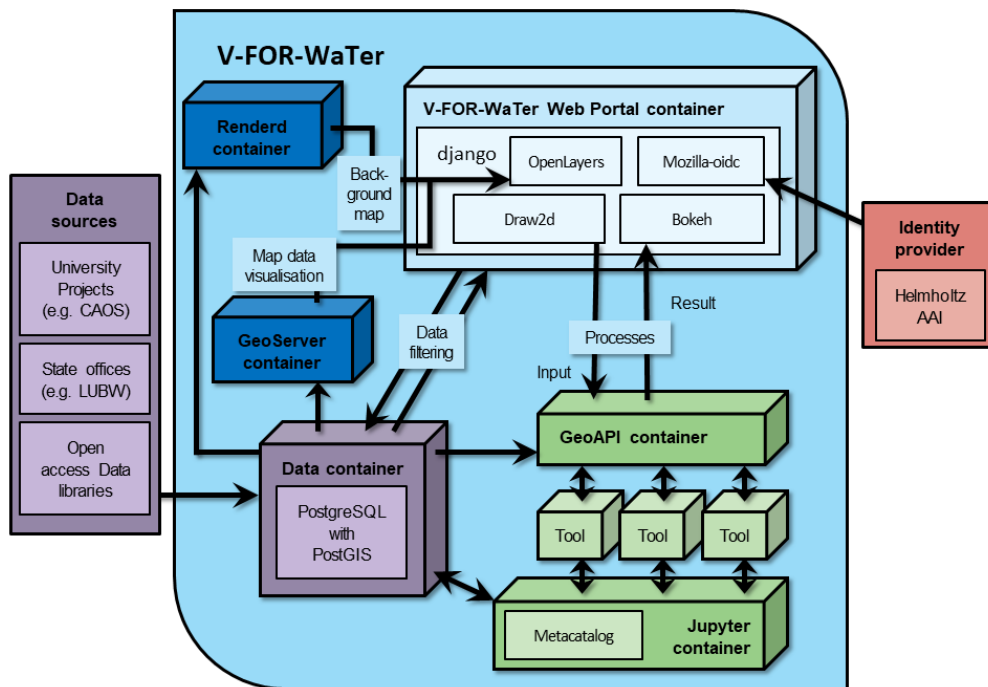 V-FOR-WaTer
Renderd
container
V-FOR-WaTer Web Portal container
django
OpenLayers
Mozilla-oidc
Draw2d
Bokeh
Back-
ground
map
Map data
visualisation
Data
sources
University
Projects
(e.g. CAOS)
State offices
(e.g. LUBW)
Open
access Data
libraries
Identity
provider
Helmholtz
AAI
GeoServer
container
Data
filtering
Result
Processes
Input
GeoAPI container
Data container
PostgreSQL
with
PostGIS
Tool
Tool
Tool
Metacatalog
Jupyter
container